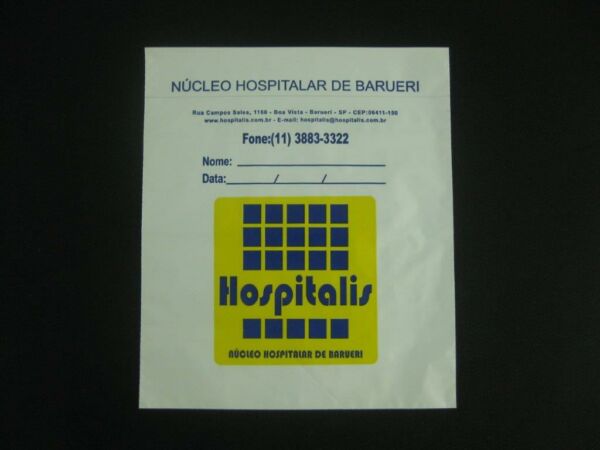 NÚCLEO HOSPITALAR DE BARUERI
Rua Campos Sales, 1168 - Boa Vista - Barueri - SP - CEP:06411-150
www.hospitalis.com.br - E-mail: hospitalis@hospitalis.com.br
Fone:(11) 3883-3322
Nome:
Data: / /
Hospitalis
NÚCLEO HOSPITALAR DE BARUERI